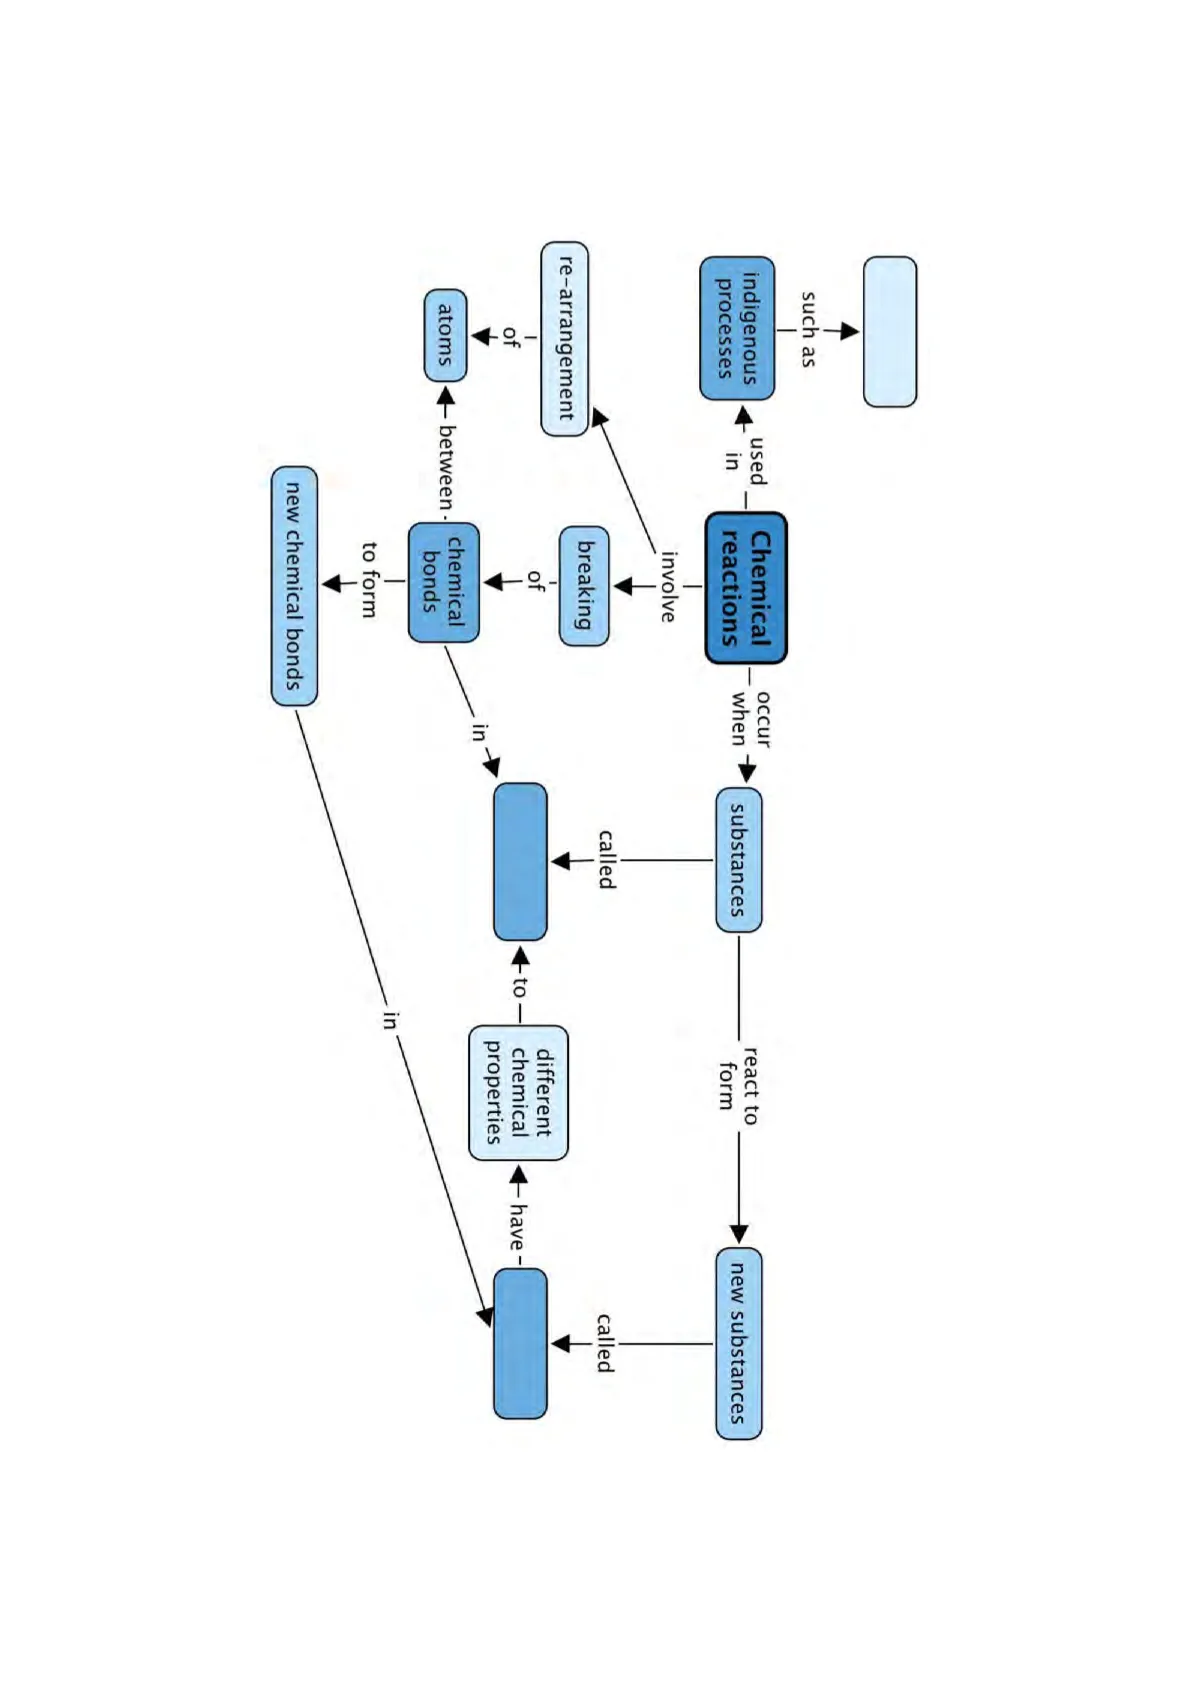 such as
indigenous
processes
used
in
Chemical
reactions
occur
when
substances
react to
form
new substances
involve
re-arrangement
of
atoms
breaking
of
chemical
bonds
between
to form
new chemical bonds
in
called
to
different
chemical
properties
have
called
in